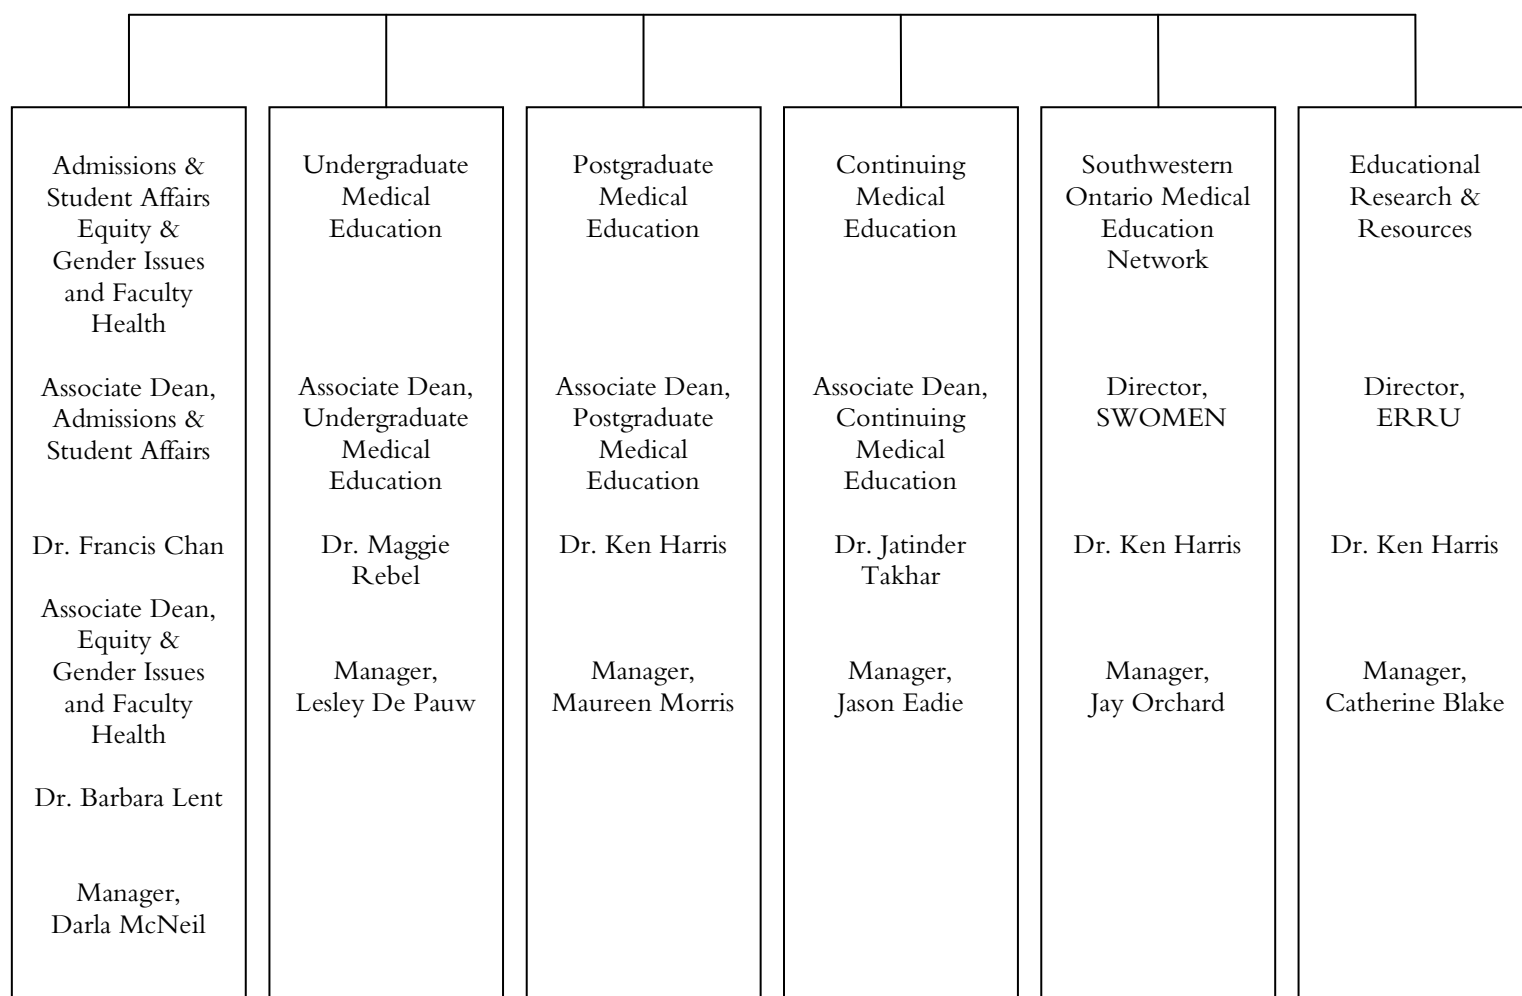 Admissions &
Student Affairs
Equity &
Gender Issues
and Faculty
Health
Associate Dean,
Admissions &
Student Affairs
Dr. Francis Chan
Associate Dean,
Equity &
Gender Issues
and Faculty
Health
Dr. Barbara Lent
Manager,
Darla McNeil
Undergraduate
Medical
Education
Associate Dean,
Undergraduate
Medical
Education
Dr. Maggie
Rebel
Manager,
Lesley De Pauw
Postgraduate
Medical
Education
Associate Dean,
Postgraduate
Medical
Education
Dr. Ken Harris
Manager,
Maureen Morris
Continuing
Medical
Education
Associate Dean,
Continuing
Medical
Education
Dr. Jatinder
Takhar
Manager,
Jason Eadie
Southwestern
Ontario Medical
Education
Network
Director,
SWOMEN
Dr. Ken Harris
Manager,
Jay Orchard
Educational
Research &
Resources
Director,
ERRU
Dr. Ken Harris
Manager,
Catherine Blake